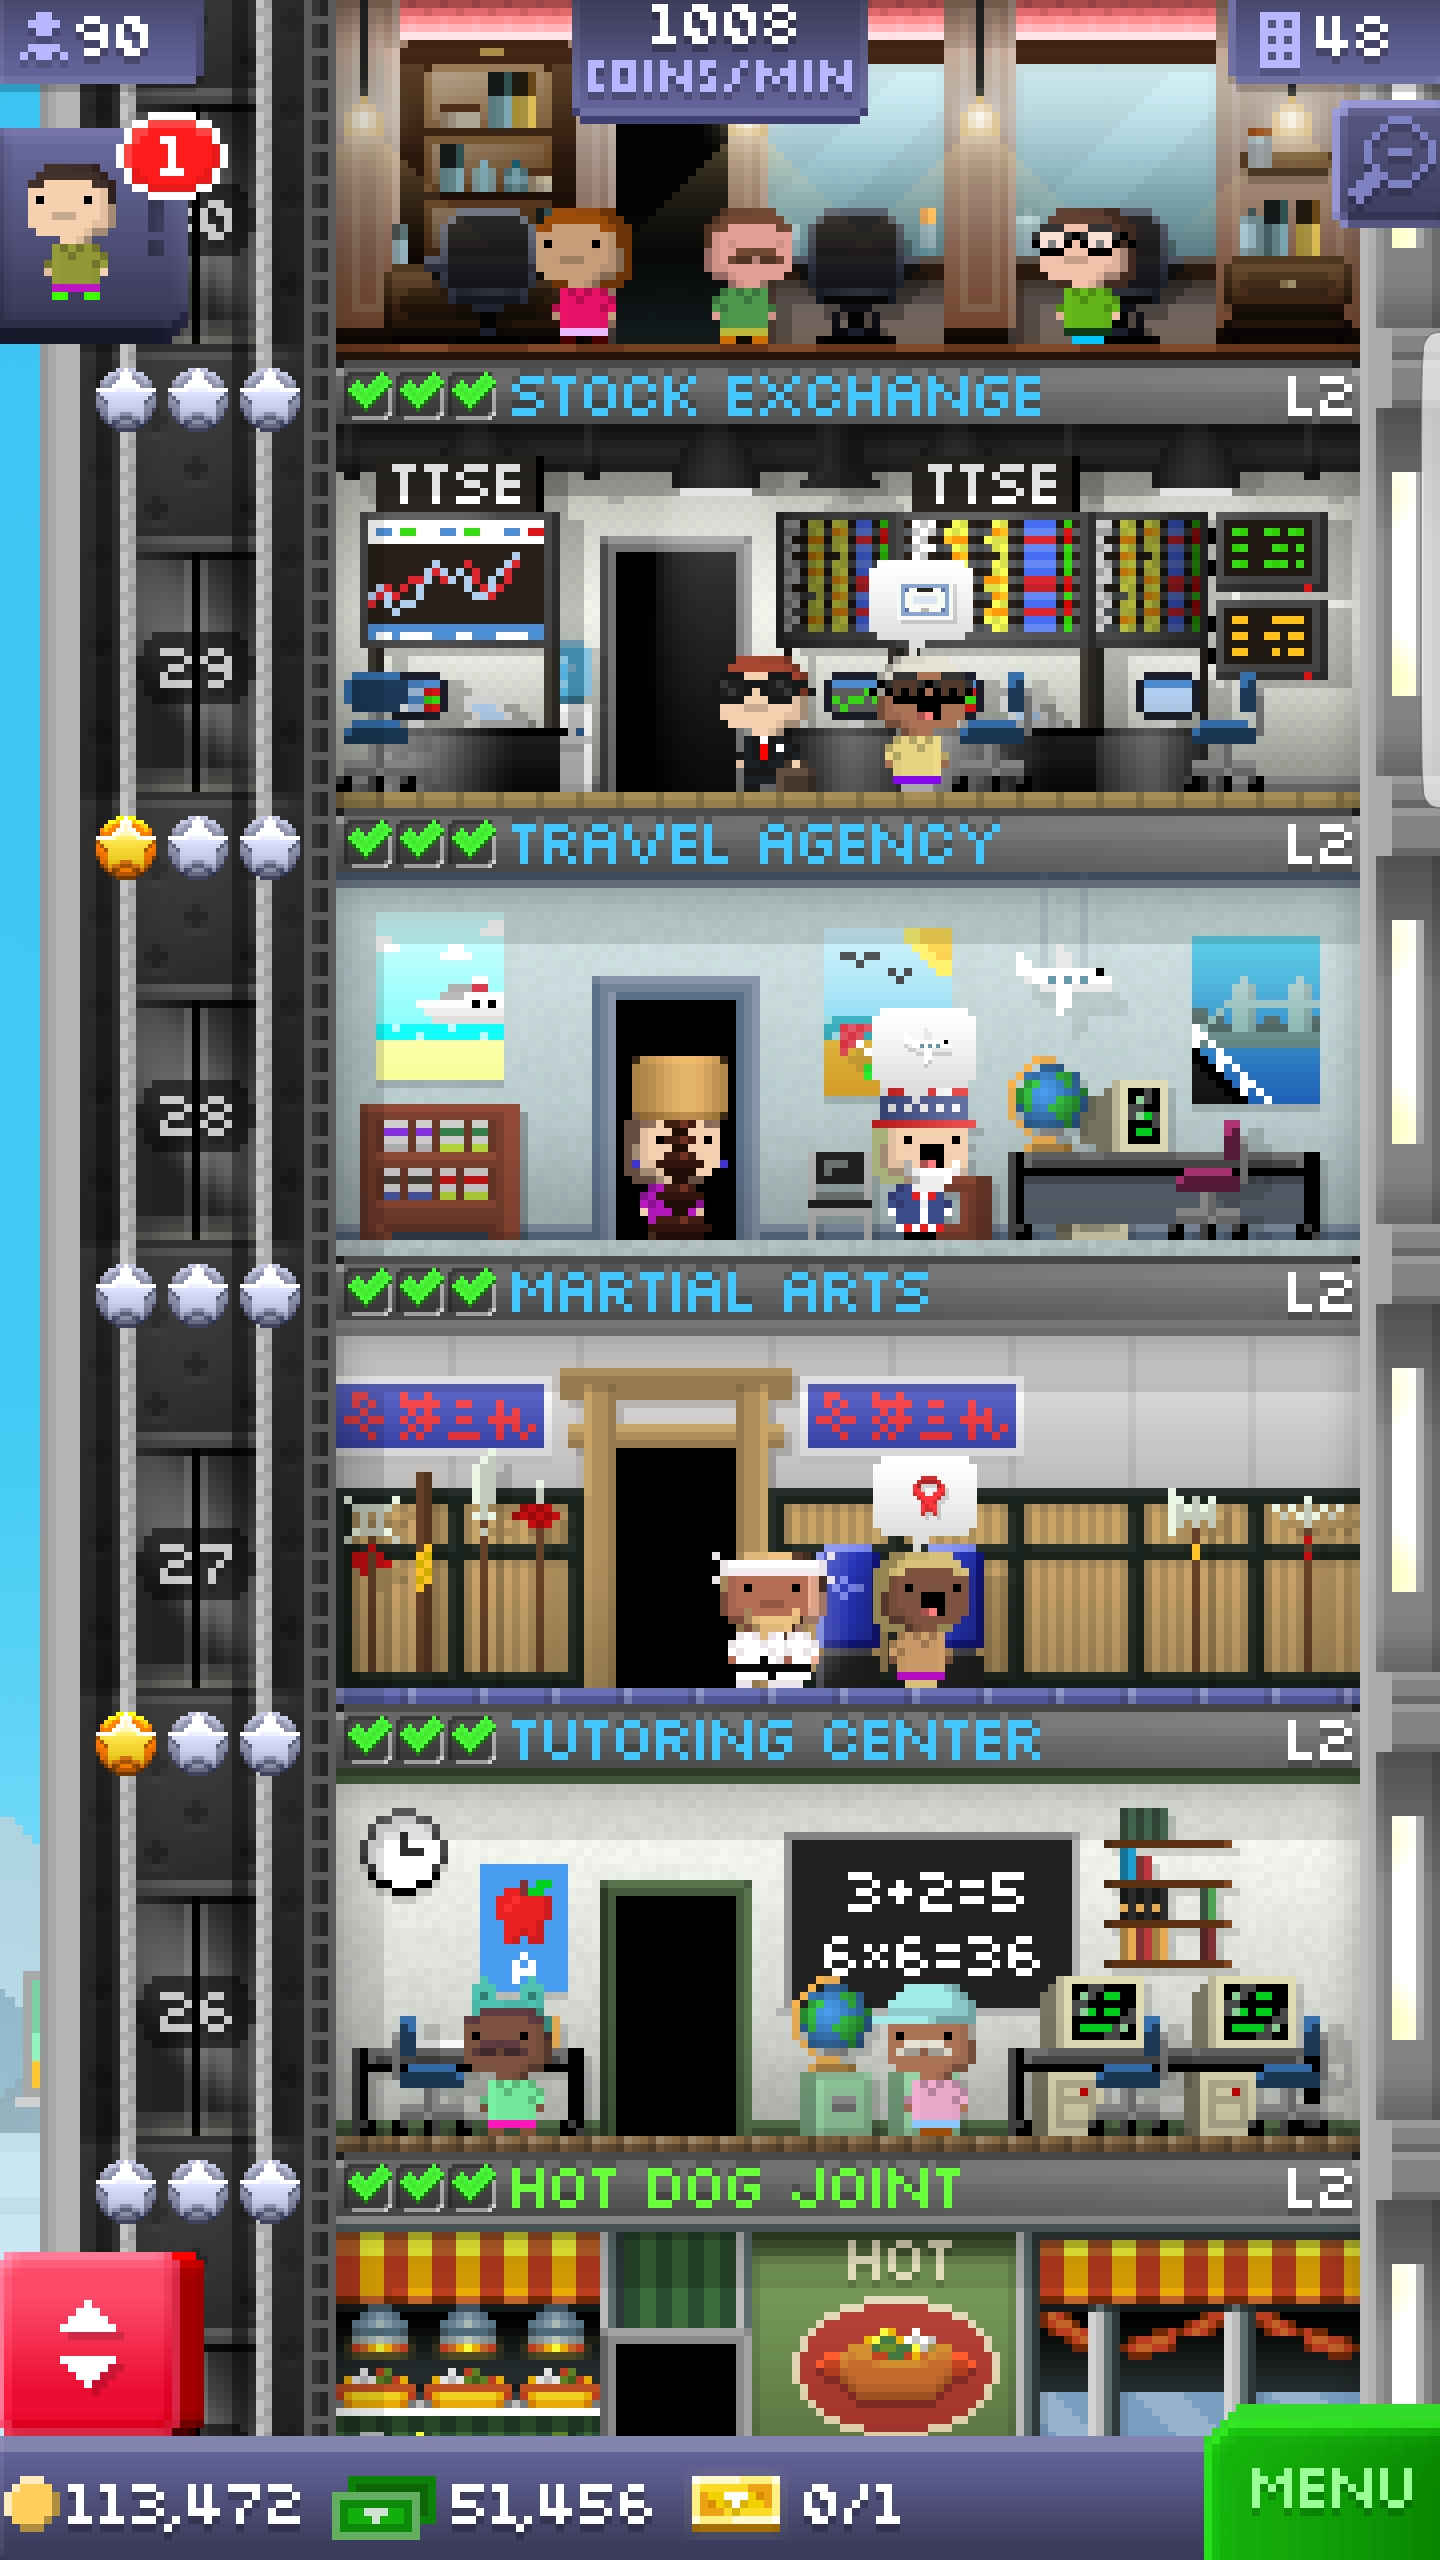 90
1008
COINS/MIN
48
1
STOCK EXCHANGE L2
TTSE TTSE
29
TRAVEL AGENCY L2
28
MARTIAL ARTS L2
27
TUTORING CENTER L2
3+2=5
A
6×6=36
26
HOT DOG JOINT L2
HOT
113,472 51,456 0/1
MENU